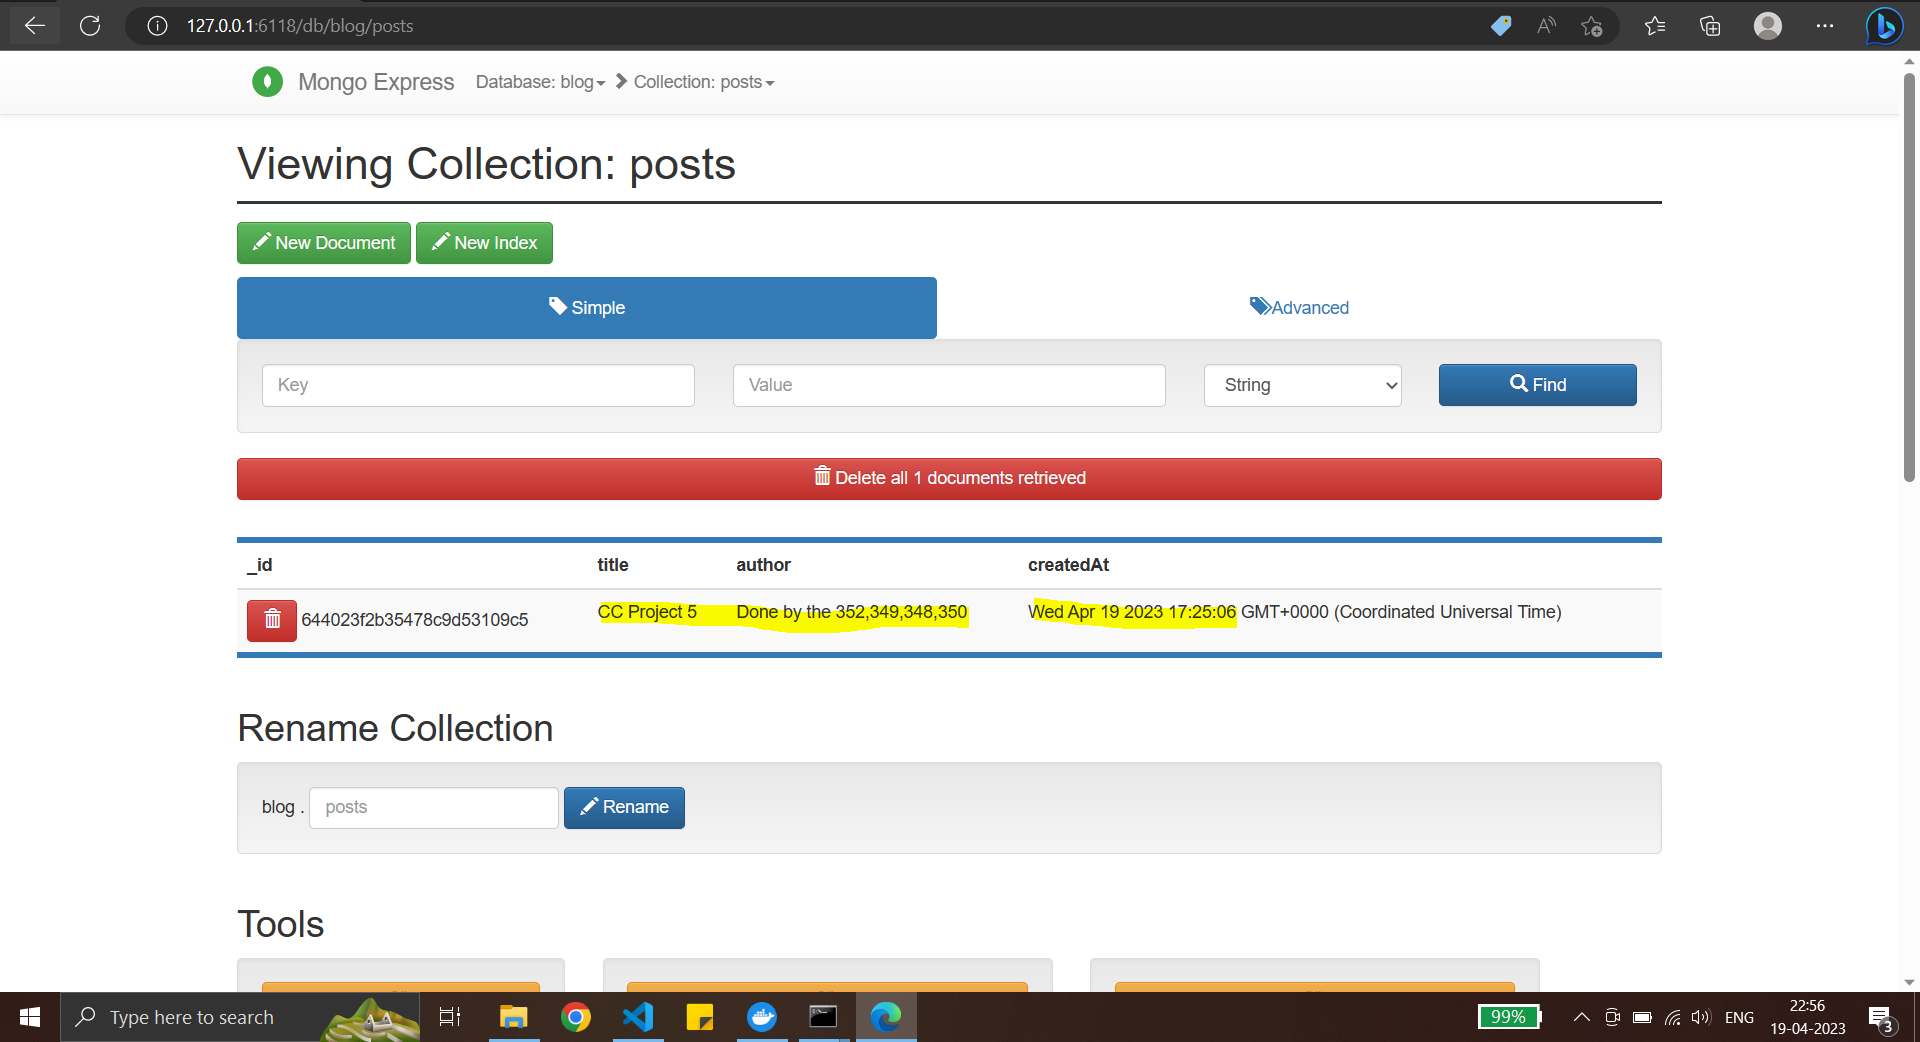 127.0.0.1:6118/db/blog/posts
Mongo Express Database: blog Collection: posts
Viewing Collection: posts
New Document New Index
Simple Advanced
Key Value String Find
Delete all 1 documents retrieved
_id title author createdAt
644023f2b35478c9d53109c5 CC Project 5 Done by the 352,349,348,350 Wed Apr 19 2023 17:25:06 GMT+0000 (Coordinated Universal Time)
Rename Collection
blog . posts Rename
Tools
Type here to search 99% ENG 22:56
19-04-2023 3